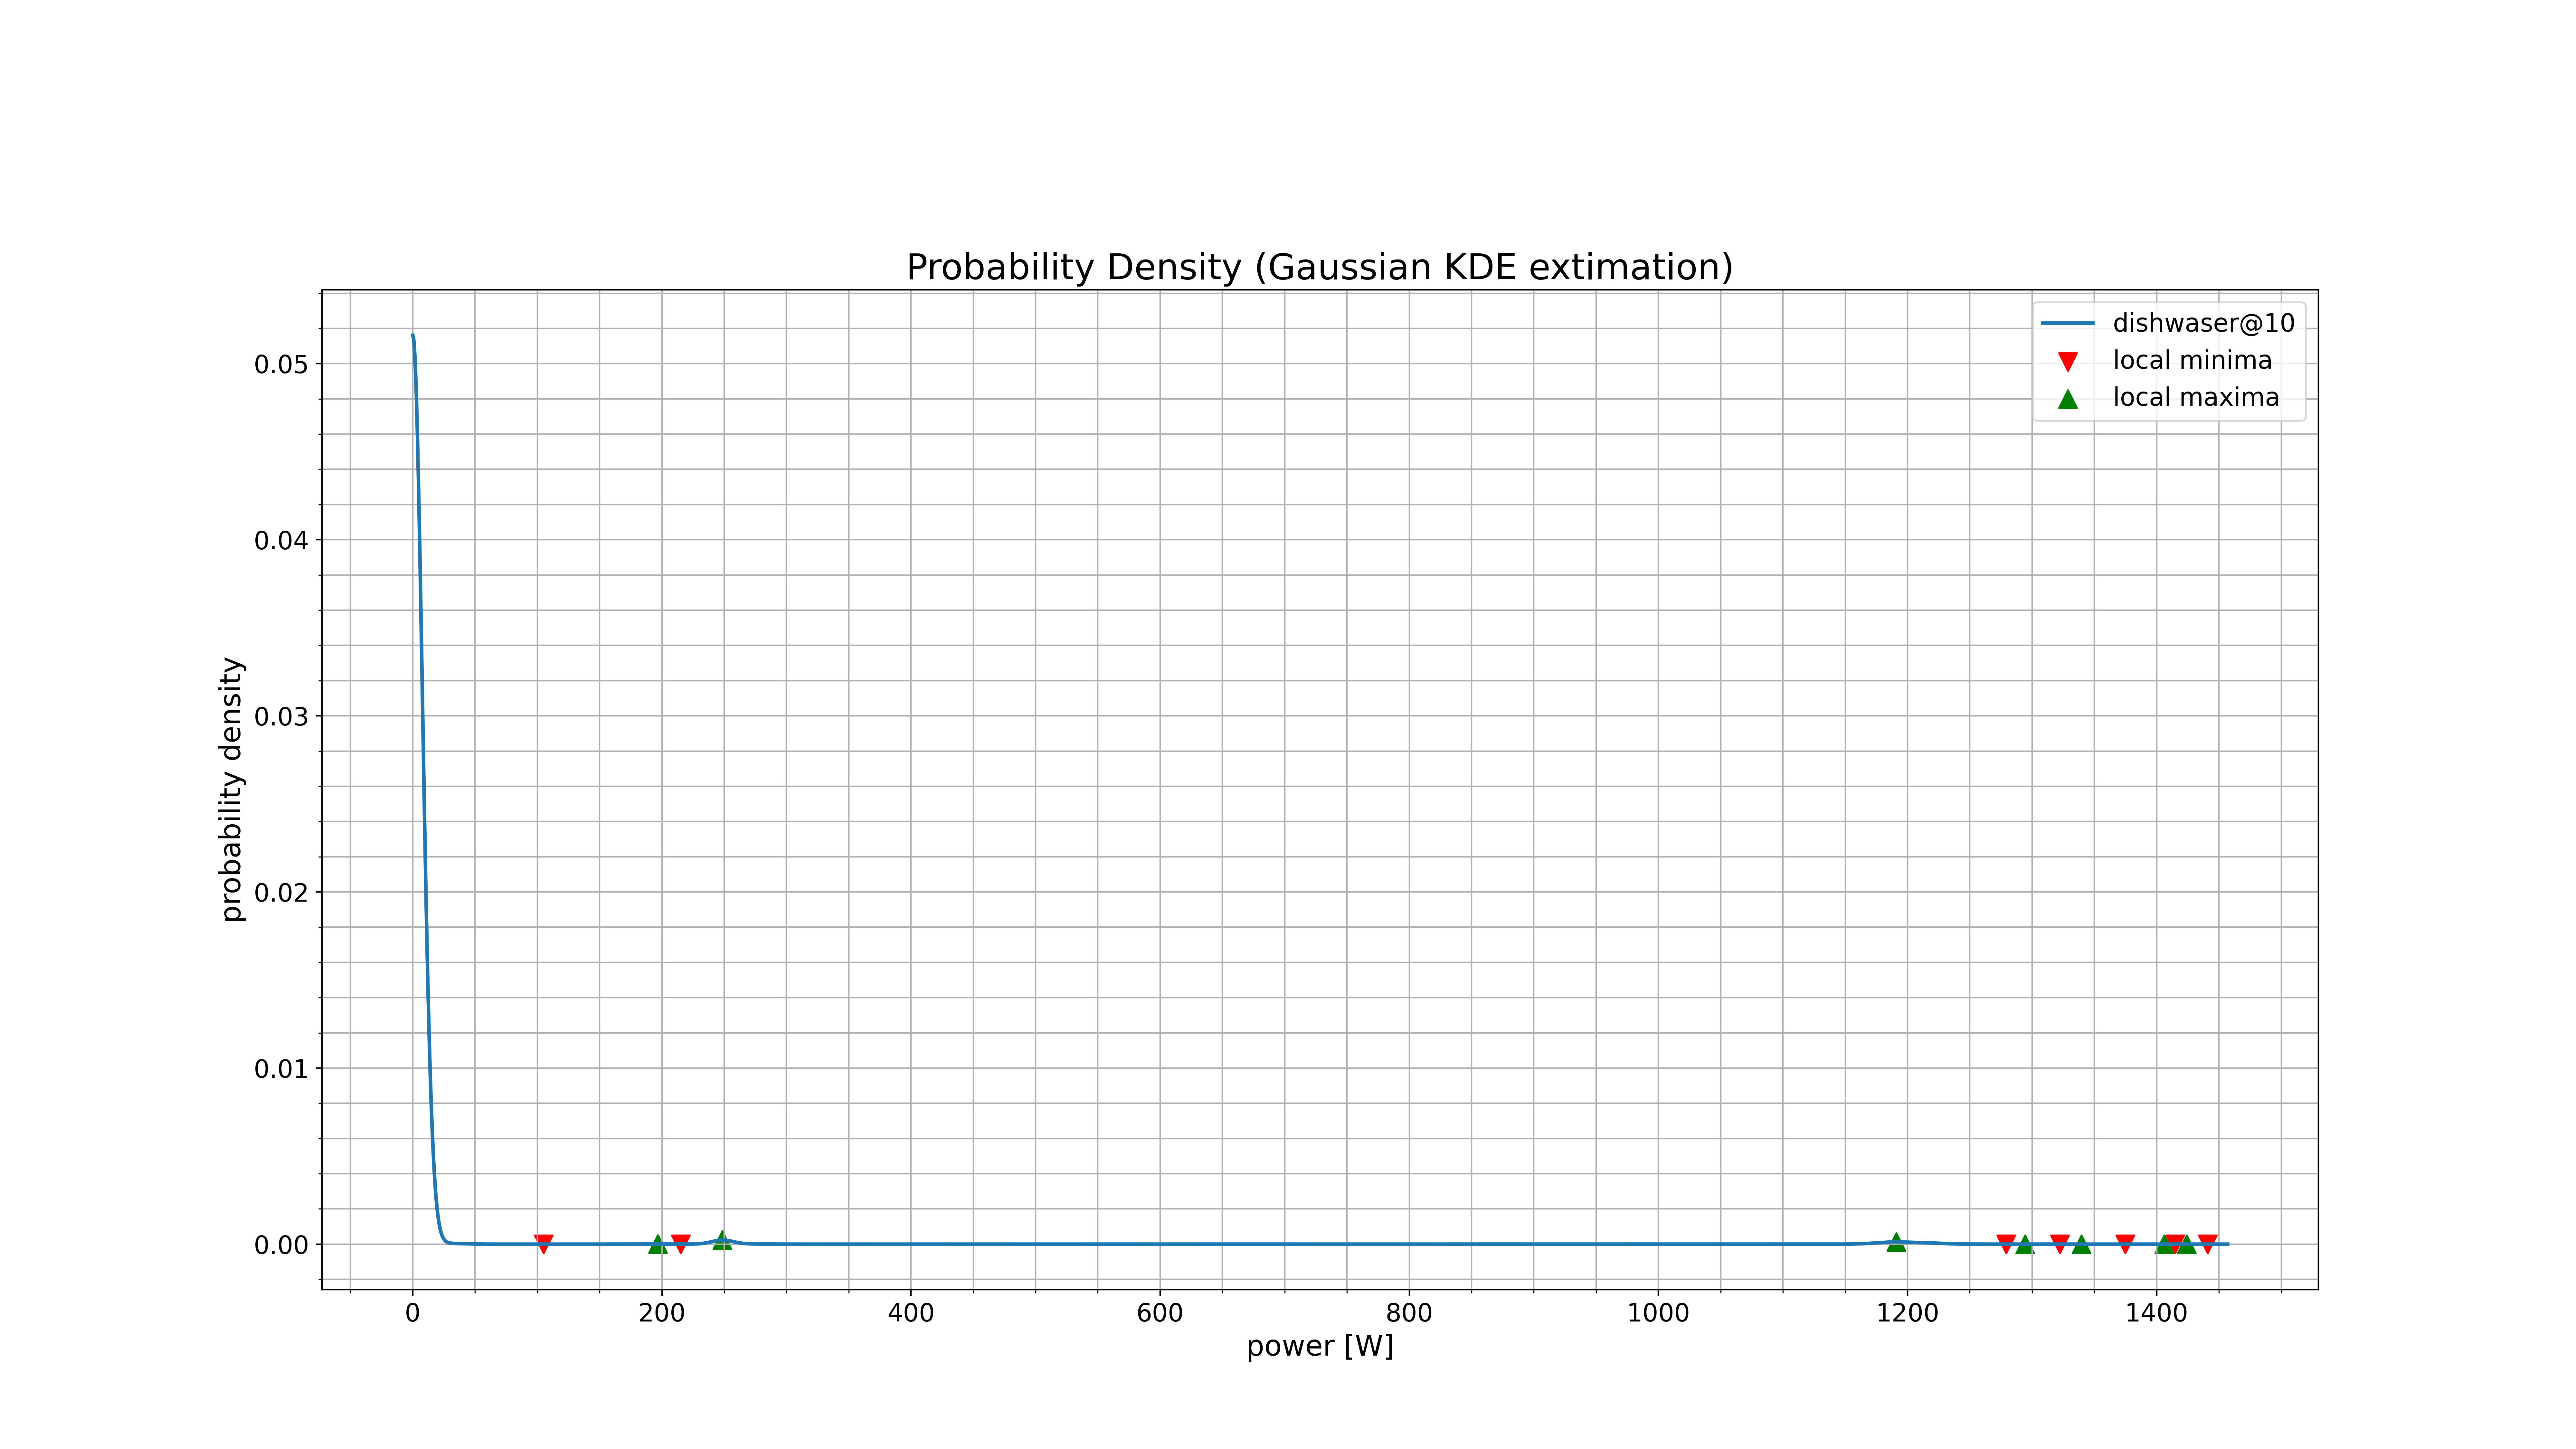 Probability Density (Gaussian KDE extimation)
dishwaser@10
local minima
local maxima
probability density
0.05
0.04
0.03
0.02
0.01
0.00
0 200 400 600 800 1000 1200 1400
power [W]